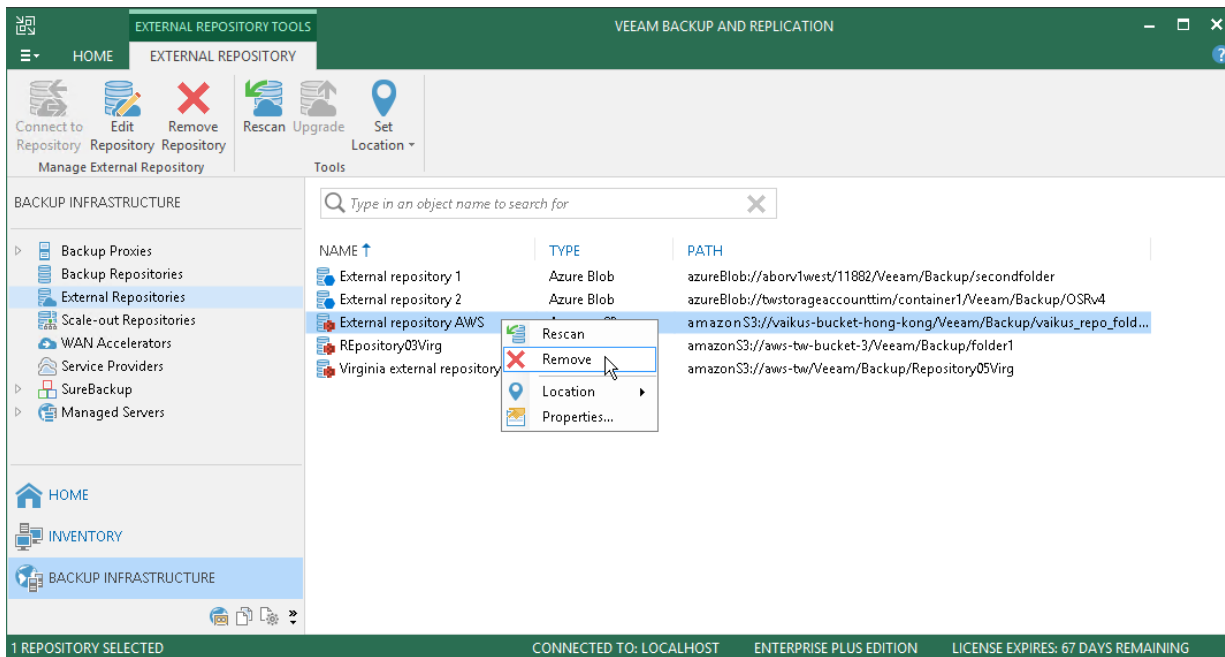 EXTERNAL REPOSITORY TOOLS
VEEAM BACKUP AND REPLICATION
HOME
EXTERNAL REPOSITORY
?
Connect to Repository
Edit Repository
Remove Repository
Rescan
Upgrade
Set Location
Manage External Repository
Tools
BACKUP INFRASTRUCTURE
Backup Proxies
Backup Repositories
External Repositories
Scale-out Repositories
WAN Accelerators
Service Providers
SureBackup
Managed Servers
HOME
INVENTORY
BACKUP INFRASTRUCTURE
Type in an object name to search for
NAME TYPE PATH
External repository 1 Azure Blob azureBlob://aborv1west/11882/Veeam/Backup/secondfolder
External repository 2 Azure Blob azureBlob://twstorageaccounttim/container1/Veeam/Backup/OSRv4
External repository AWS amazonS3://vaikus-bucket-hong-kong/Veeam/Backup/vaikus_repo_fold...
REpository03Virg amazonS3://aws-tw-bucket-3/Veeam/Backup/folder1
Virginia external repository amazonS3://aws-tw/Veeam/Backup/Repository05Virg
Rescan
Remove
Location
Properties...
1 REPOSITORY SELECTED
CONNECTED TO: LOCALHOST
ENTERPRISE PLUS EDITION
LICENSE EXPIRES: 67 DAYS REMAINING